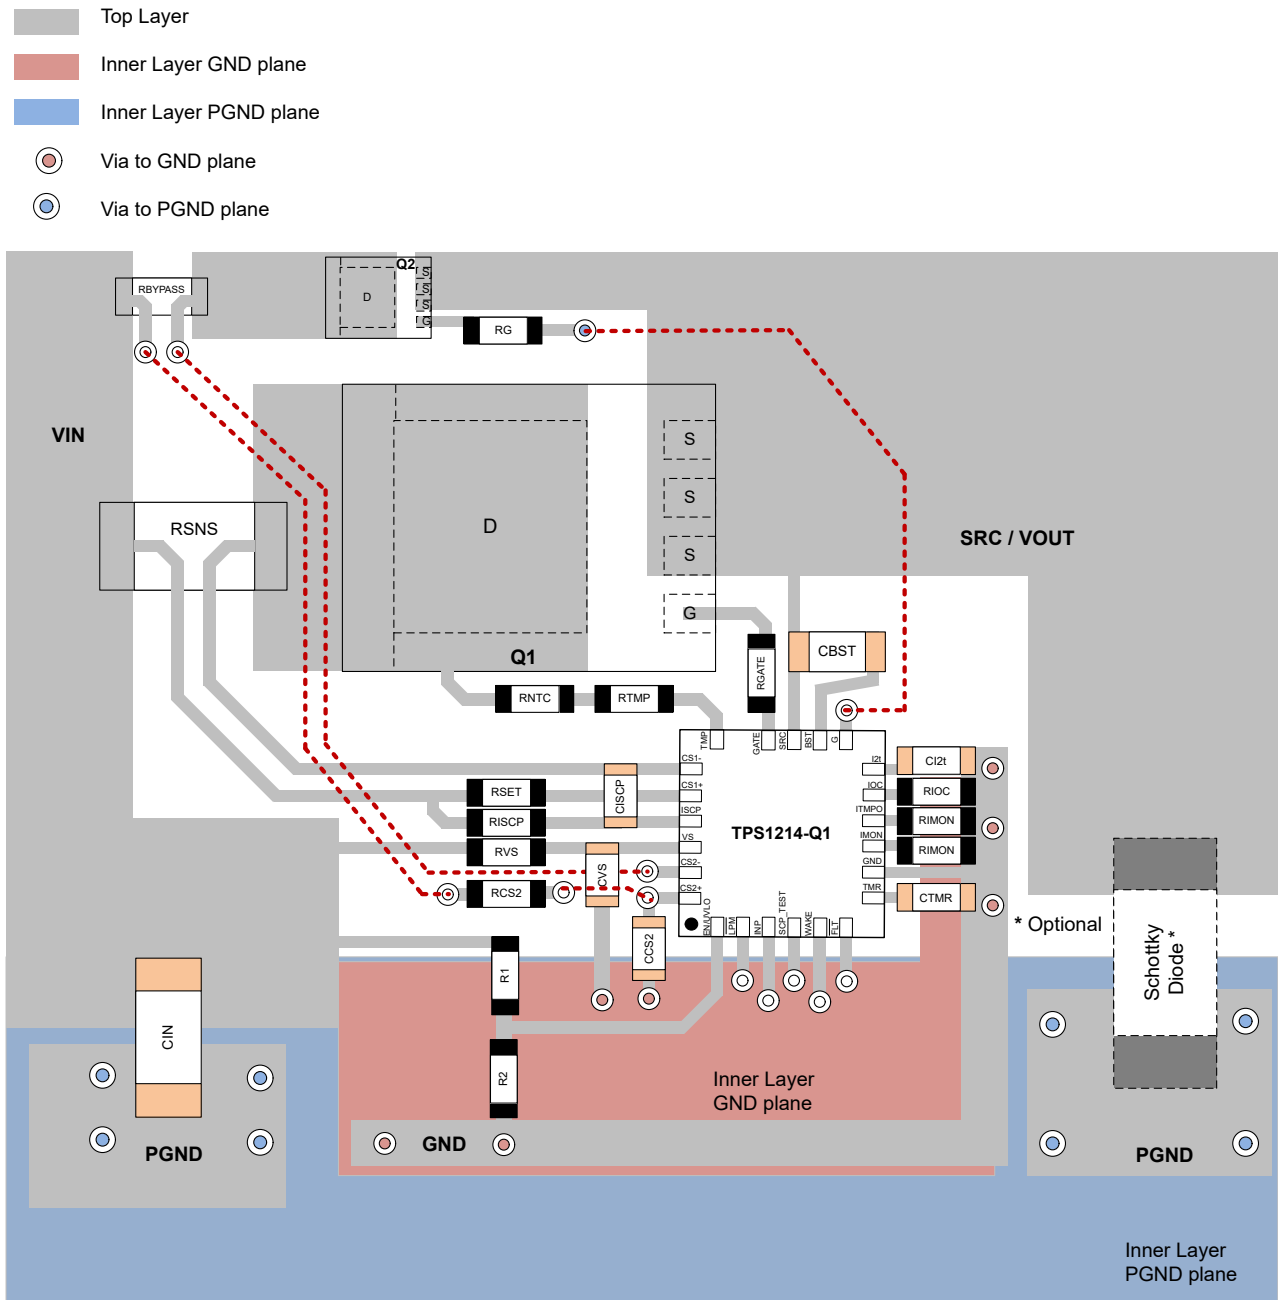 Top Layer
Inner Layer GND plane
Inner Layer PGND plane
Via to GND plane
Via to PGND plane
Q2
D
S
S
S
G
RBYPASS
RG
VIN
S
S
S
G
D
RSNS
Q1
SRC / VOUT
RGATE
CBST
RNTC
RTMP
TMP
GATE
SRC
BST
G
CS1-
CS1+
ISCP
VS
CS2-
CS2+
I2t
IOC
ITMPO
IMON
GND
TMR
EN/UVLO
LPM
INP
SCP_TEST
WAKE
FLT
TPS1214-Q1
RSET
RISCP
RVS
RCS2
CISCP
CVS
CCS2
CI2t
RIOC
RIMON
RIMON
CTMR
* Optional
Schottky
Diode *
R1
R2
CIN
Inner Layer
GND plane
GND
PGND
PGND
Inner Layer
PGND plane